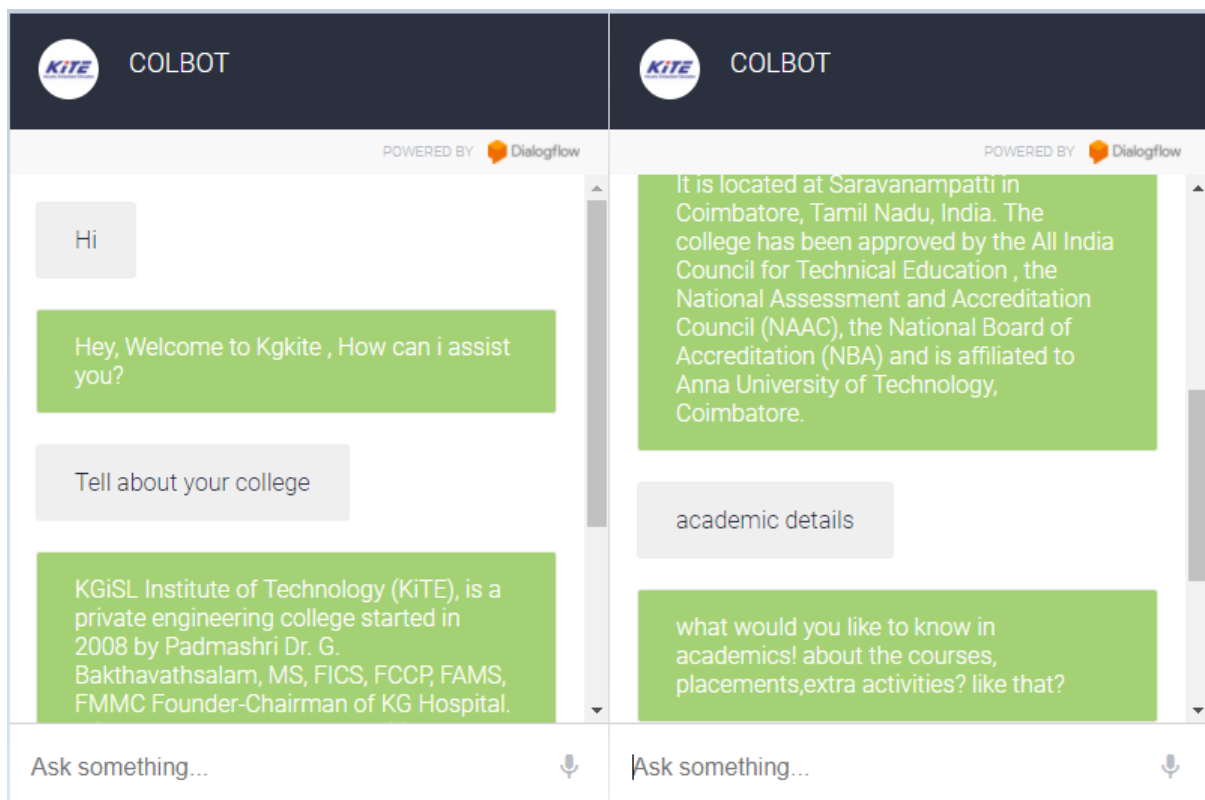 KiTE
COLBOT
POWERED BY Dialogflow
Hi
Hey, Welcome to Kgkite , How can i assist
you?
Tell about your college
KGiSL Institute of Technology (KiTE), is a
private engineering college started in
2008 by Padmashri Dr. G.
Bakthavathsalam, MS, FICS, FCCP, FAMS,
FMMC Founder-Chairman of KG Hospital.
Ask something...
KiTE
COLBOT
POWERED BY Dialogflow
It is located at Saravanampatti in
Coimbatore, Tamil Nadu, India. The
college has been approved by the All India
Council for Technical Education , the
National Assessment and Accreditation
Council (NAAC), the National Board of
Accreditation (NBA) and is affiliated to
Anna University of Technology,
Coimbatore.
academic details
what would you like to know in
academics! about the courses,
placements,extra activities? like that?
Ask something...